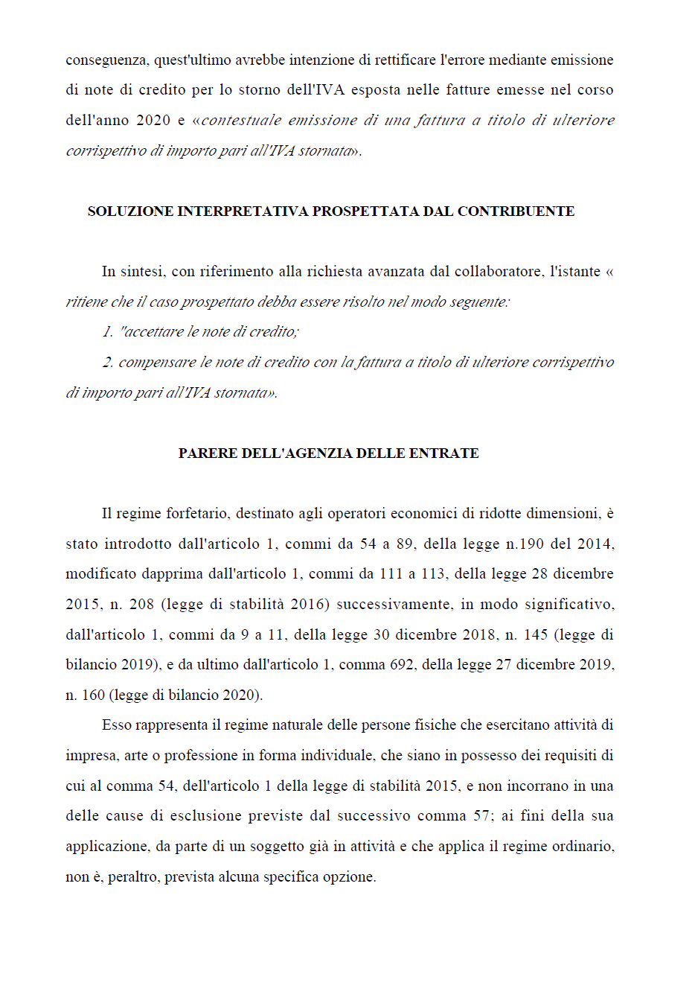 conseguenza, quest'ultimo avrebbe intenzione di rettificare l'errore mediante emissione
di note di credito per lo storno dell'IVA esposta nelle fatture emesse nel corso
dell'anno 2020 e «contestuale emissione di una fattura a titolo di ulteriore
corrispettivo di importo pari all'IVA stornata».
SOLUZIONE INTERPRETATIVA PROSPETTATA DAL CONTRIBUENTE
In sintesi, con riferimento alla richiesta avanzata dal collaboratore, l'istante «
ritiene che il caso prospettato debba essere risolto nel modo seguente:
1. "accettare le note di credito;
2. compensare le note di credito con la fattura a titolo di ulteriore corrispettivo
di importo pari all'IVA stornata».
PARERE DELL'AGENZIA DELLE ENTRATE
Il regime forfetario, destinato agli operatori economici di ridotte dimensioni, è
stato introdotto dall'articolo 1, commi da 54 a 89, della legge n.190 del 2014,
modificato dapprima dall'articolo 1, commi da 111 a 113, della legge 28 dicembre
2015, n. 208 (legge di stabilità 2016) successivamente, in modo significativo,
dall'articolo 1, commi da 9 a 11, della legge 30 dicembre 2018, n. 145 (legge di
bilancio 2019), e da ultimo dall'articolo 1, comma 692, della legge 27 dicembre 2019,
n. 160 (legge di bilancio 2020).
Esso rappresenta il regime naturale delle persone fisiche che esercitano attività di
impresa, arte o professione in forma individuale, che siano in possesso dei requisiti di
cui al comma 54, dell'articolo 1 della legge di stabilità 2015, e non incorrano in una
delle cause di esclusione previste dal successivo comma 57; ai fini della sua
applicazione, da parte di un soggetto già in attività e che applica il regime ordinario,
non è, peraltro, prevista alcuna specifica opzione.